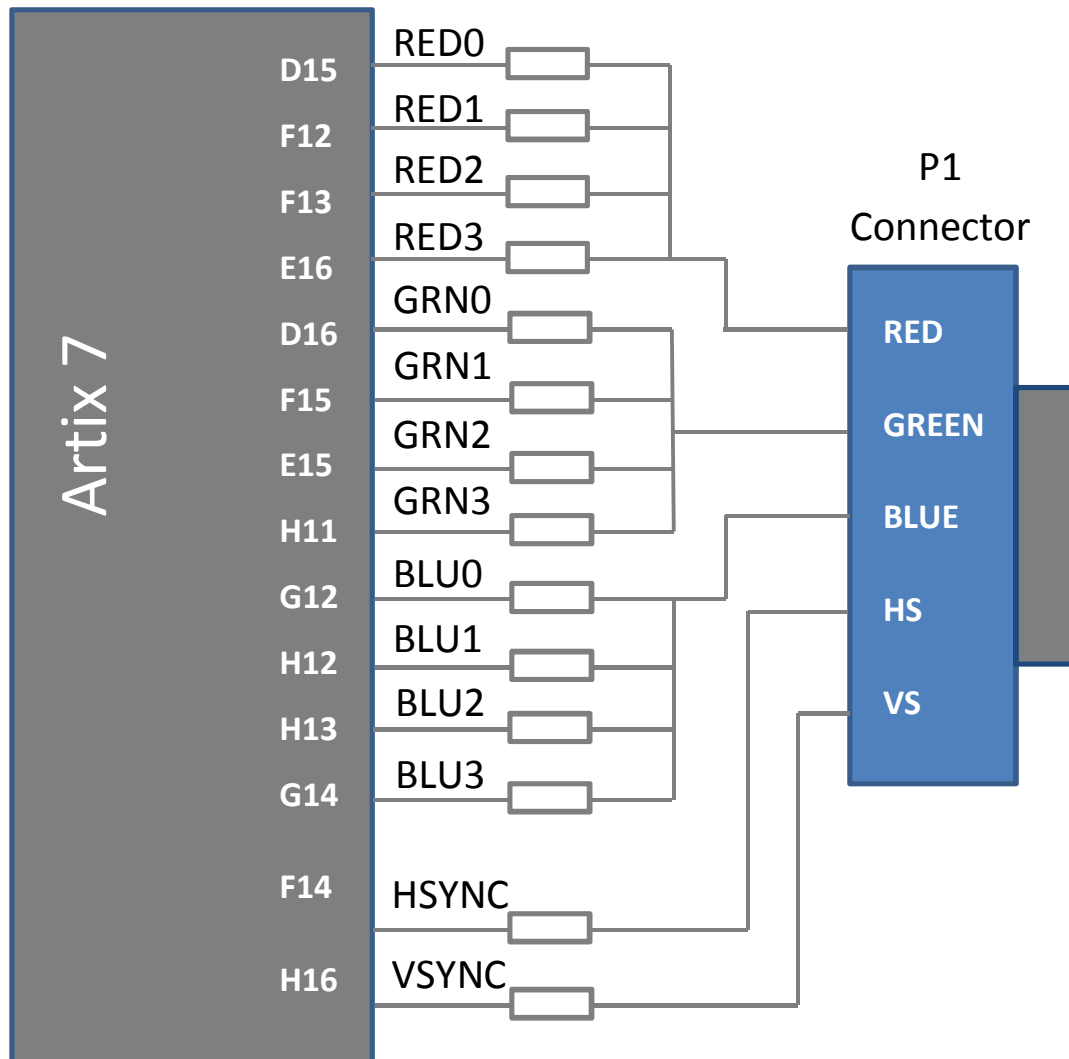 Artix 7
D15
F12
F13
E16
D16
F15
E15
H11
G12
H12
H13
G14
F14
H16
RED0
RED1
RED2
RED3
GRN0
GRN1
GRN2
GRN3
BLU0
BLU1
BLU2
BLU3
HSYNC
VSYNC
P1
Connector
RED
GREEN
BLUE
HS
VS